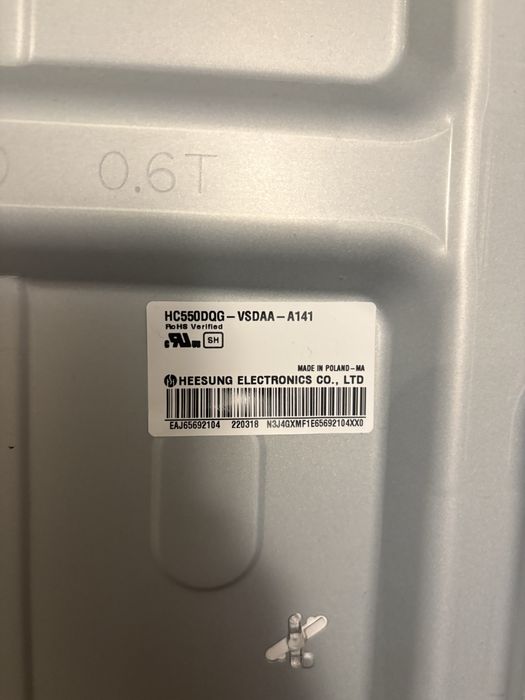 0.6T
HC550DQG-VSDAA-A141
RoHS Verified
SH
MADE IN POLAND-MA
HEESUNG ELECTRONICS CO., LTD
EAJ65692104 220318 N3J4GXMF1E65692104XX0